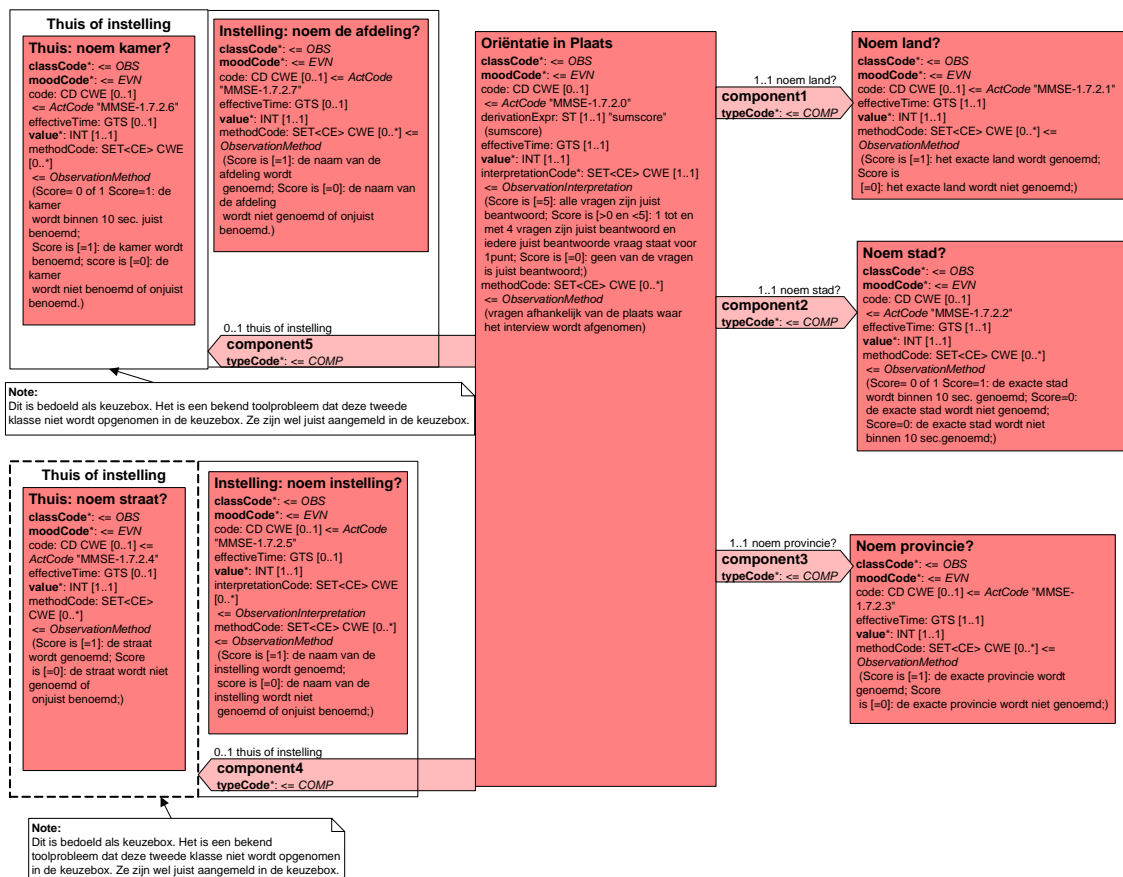 Thuis of instelling
Thuis: noem kamer?
classCode*: <= OBS
moodCode*: <= EVN
code: CD CWE [0..1]
<= ActCode "MMSE-1.7.2.6"
effectiveTime: GTS [0..1]
value*: INT [1..1]
methodCode: SET<CE> CWE
[0..*]
<= ObservationMethod
(Score= 0 of 1 Score=1: de
kamer
wordt binnen 10 sec. juist
benoemd;
Score is [=1]: de kamer wordt
benoemd; score is [=0]: de
kamer
wordt niet benoemd of onjuist
benoemd.)
Instelling: noem de afdeling?
classCode*: <= OBS
moodCode*: <= EVN
code: CD CWE [0..1] <= ActCode
"MMSE-1.7.2.7"
effectiveTime: GTS [0..1]
value*: INT [1..1]
methodCode: SET<CE> CWE [0..*] <=
ObservationMethod
(Score is [=1]: de naam van de
afdeling wordt
genoemd; Score is [=0]: de naam van
de afdeling
wordt niet genoemd of onjuist
benoemd.)
0..1 thuis of instelling
component5
typeCode*: <= COMP
Note:
Dit is bedoeld als keuzebox. Het is een bekend toolprobleem dat deze tweede
klasse niet wordt opgenomen in de keuzebox. Ze zijn wel juist aangemeld in de keuzebox.
Thuis of instelling
Thuis: noem straat?
classCode*: <= OBS
moodCode*: <= EVN
code: CD CWE [0..1] <=
ActCode "MMSE-1.7.2.4"
effectiveTime: GTS [0..1]
value*: INT [1..1]
methodCode: SET<CE>
CWE [0..*]
<= ObservationMethod
(Score is [=1]: de straat
wordt genoemd; Score
is [=0]: de straat wordt niet
genoemd of
onjuist benoemd;)
Instelling: noem instelling?
classCode*: <= OBS
moodCode*: <= EVN
code: CD CWE [0..1] <= ActCode
"MMSE-1.7.2.5"
effectiveTime: GTS [0..1]
value*: INT [1..1]
interpretationCode: SET<CE> CWE
[0..*]
<= ObservationInterpretation
methodCode: SET<CE> CWE [0..*]
<= ObservationMethod
(Score is [=1]: de naam van de
instelling wordt genoemd;
score is [=0]: de naam van de
instelling wordt niet
genoemd of onjuist benoemd;)
0..1 thuis of instelling
component4
typeCode*: <= COMP
Note:
Dit is bedoeld als keuzebox. Het is een bekend
toolprobleem dat deze tweede klasse niet wordt opgenomen
in de keuzebox. Ze zijn wel juist aangemeld in de keuzebox.
Oriëntatie in Plaats
classCode*: <= OBS
moodCode*: <= EVN
code: CD CWE [0..1]
<= ActCode "MMSE-1.7.2.0"
derivationExpr: ST [1..1] "sumscore"
(sumscore)
effectiveTime: GTS [1..1]
value*: INT [1..1]
interpretationCode*: SET<CE> CWE [1..1]
<= ObservationInterpretation
(Score is [=5]: alle vragen zijn juist
beantwoord; Score is [>0 en <5]: 1 tot en
met 4 vragen zijn juist beantwoord en
iedere juist beantwoorde vraag staat voor
1punt; Score is [=0]: geen van de vragen
is juist beantwoord;)
methodCode: SET<CE> CWE [0..*]
<= ObservationMethod
(vragen afhankelijk van de plaats waar
het interview wordt afgenomen)
1..1 noem land?
component1
typeCode*: <= COMP
Noem land?
classCode*: <= OBS
moodCode*: <= EVN
code: CD CWE [0..1] <= ActCode "MMSE-1.7.2.1"
effectiveTime: GTS [1..1]
value*: INT [1..1]
methodCode: SET<CE> CWE [0..*] <=
ObservationMethod
(Score is [=1]: het exacte land wordt genoemd;
Score is
[=0]: het exacte land wordt niet genoemd;)
1..1 noem stad?
component2
typeCode*: <= COMP
Noem stad?
classCode*: <= OBS
moodCode*: <= EVN
code: CD CWE [0..1]
<= ActCode "MMSE-1.7.2.2"
effectiveTime: GTS [1..1]
value*: INT [1..1]
methodCode: SET<CE> CWE [0..*]
<= ObservationMethod
(Score= 0 of 1 Score=1: de exacte stad
wordt binnen 10 sec. genoemd; Score=0:
de exacte stad wordt niet genoemd;
Score=0: de exacte stad wordt niet
binnen 10 sec.genoemd;)
1..1 noem provincie?
component3
typeCode*: <= COMP
Noem provincie?
classCode*: <= OBS
moodCode*: <= EVN
code: CD CWE [0..1] <= ActCode "MMSE-
1.7.2.3"
effectiveTime: GTS [1..1]
value*: INT [1..1]
methodCode: SET<CE> CWE [0..*] <=
ObservationMethod
(Score is [=1]: de exacte provincie wordt
genoemd; Score
is [=0]: de exacte provincie wordt niet genoemd;)